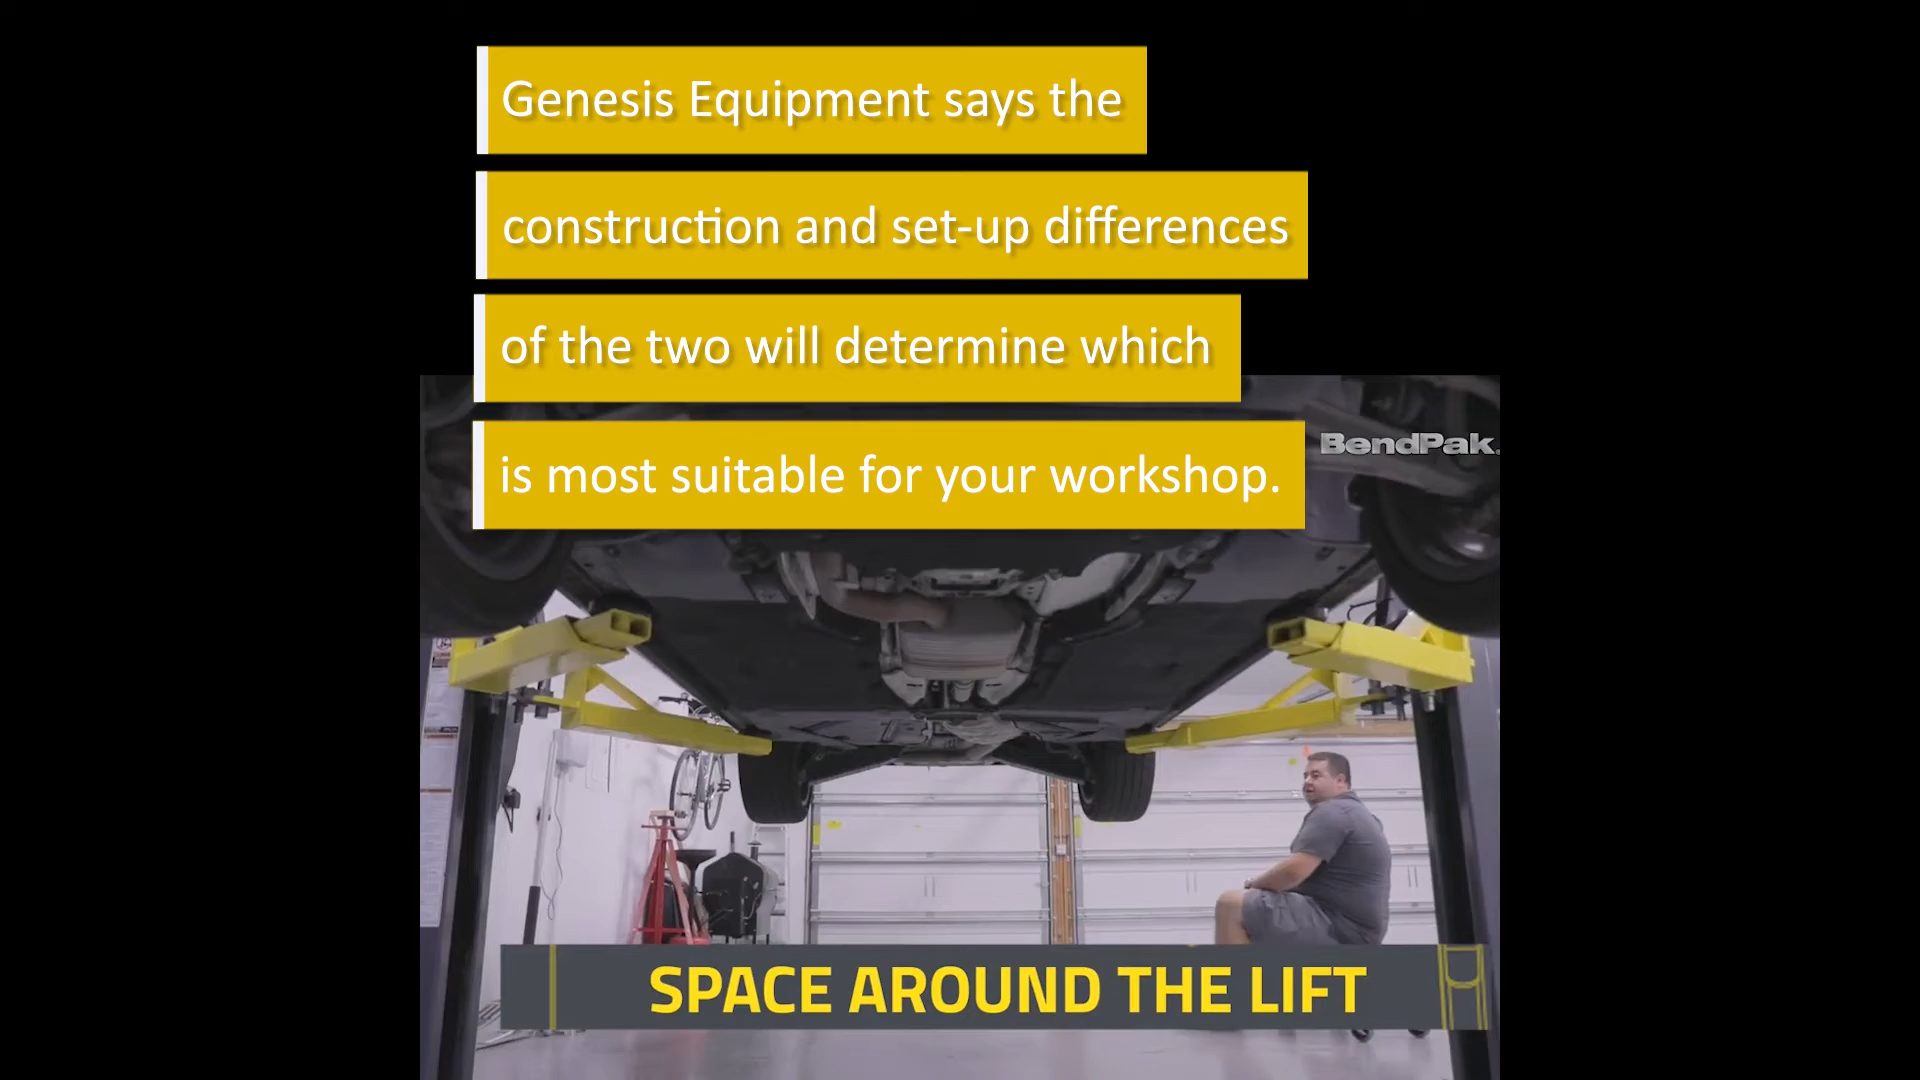 Genesis Equipment says the
construction and set-up differences
of the two will determine which
is most suitable for your workshop.
BendPak
SPACE AROUND THE LIFT